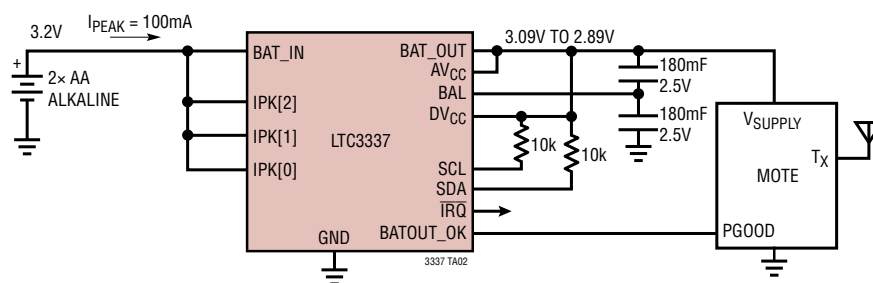 3.2V
IPEAK = 100mA
+
2× AA
ALKALINE
BAT_IN
IPK[2]
IPK[1]
IPK[0]
LTC3337
GND
BAT_OUT
AVCC
BAL
DVCC
SCL
SDA
IRQ
BATOUT_OK
3337 TA02
3.09V TO 2.89V
10k
10k
180mF
2.5V
180mF
2.5V
VSUPPLY
TX
MOTE
PGOOD